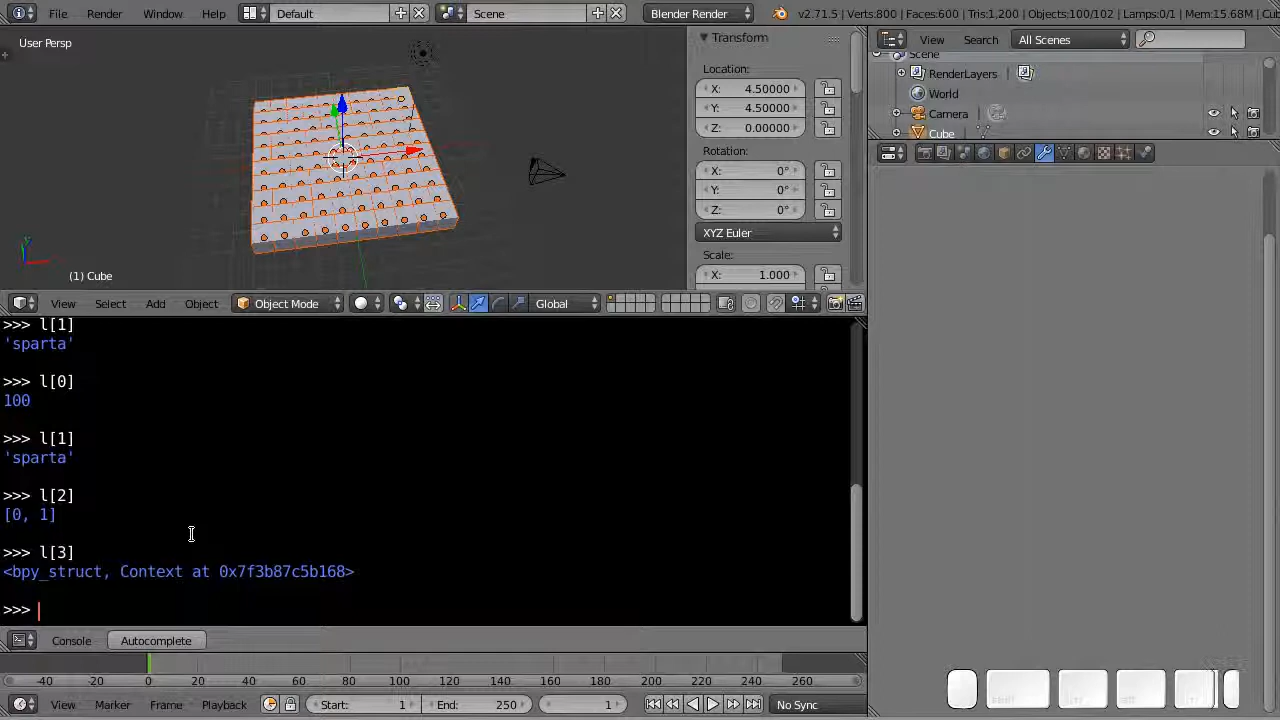 File Render Window Help Default Scene Blender Render v2.71.5 | Verts:800 | Faces:600 | Tris:1,200 | Objects:100/102 | Lamps:0/1 | Mem:15.68M |
User Persp
(1) Cube
Transform
Location:
X: 4.50000
Y: 4.50000
Z: 0.00000
Rotation:
X: 0°
Y: 0°
Z: 0°
XYZ Euler
Scale:
X: 1.000
View Search All Scenes
Scene
RenderLayers
World
Camera
Cube
View Select Add Object Object Mode Global
>>> l[1]
'sparta'
>>> l[0]
100
>>> l[1]
'sparta'
>>> l[2]
[0, 1]
>>> l[3]
<bpy_struct, Context at 0x7f3b87c5b168>
>>>
Console Autocomplete
-40 -20 0 20 40 60 80 100 120 140 160 180 200 220 240 260
View Marker Frame Playback Start: 1 End: 250 1 No Sync